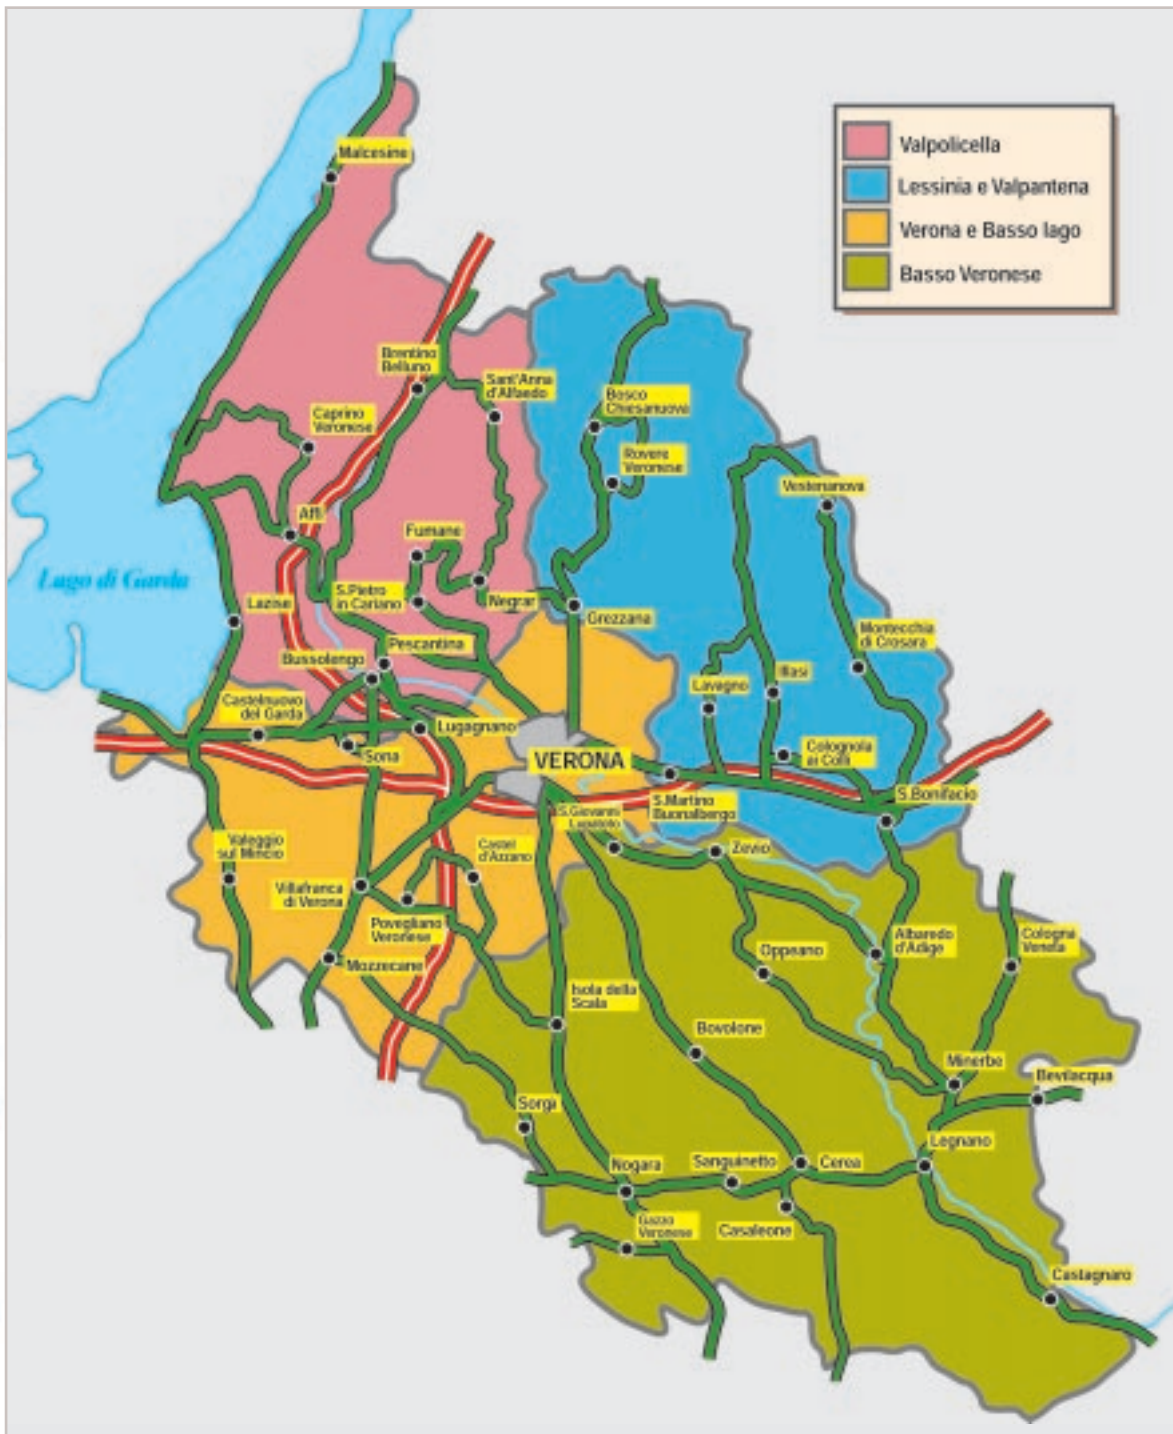 Malcesine
Valpolicella
Lessinia e Valpantena
Verona e Basso lago
Basso Veronese
Brentino
Belluno
Sant'Anna
d'Alfaedo
Caprino
Veronese
Bosco
Chiesanuova
Rovere
Veronese
Vestenanova
Affi
Fumane
Lago di Garda
S.Pietro
in Cariano
Lazise
Negrar
Grezzana
Montecchia
di Crosara
Pescantina
Bussolengo
Illasi
Lavagno
Castelnuovo
del Garda
Lugagnano
Sona
VERONA
Colognola
ai Colli
S.Bonifacio
S.Martino
Buonalbergo
S.Giovanni
Lupatoto
Valeggio
sul Mincio
Castel
d'Azzano
Zevio
Villafranca
di Verona
Povegliano
Veronese
Albaredo
d'Adige
Cologna
Veneta
Mozzecane
Oppeano
Isola della
Scala
Bovolone
Minerbe
Bevilacqua
Sorga
Legnano
Nogara
Sanguinetto
Cerea
Gazzo
Veronese
Casaleone
Castagnaro